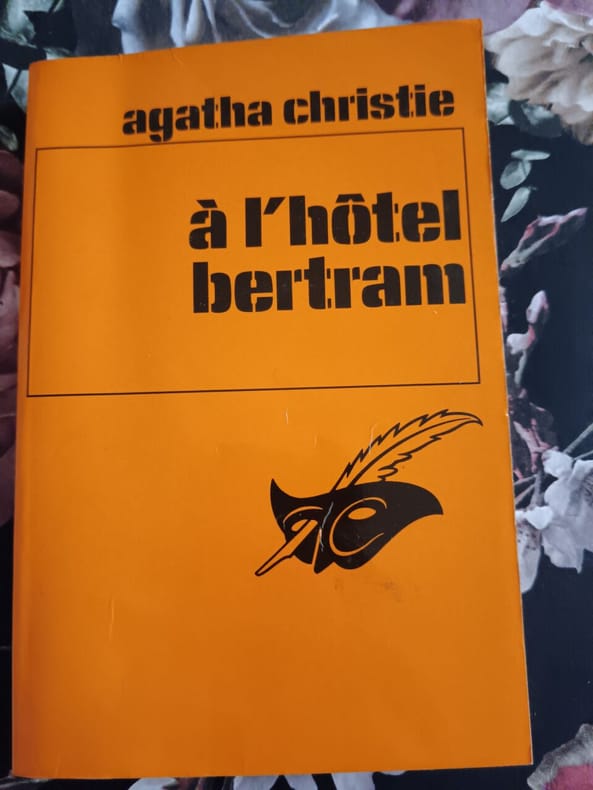 agatha christie
à l'hôtel
bertram